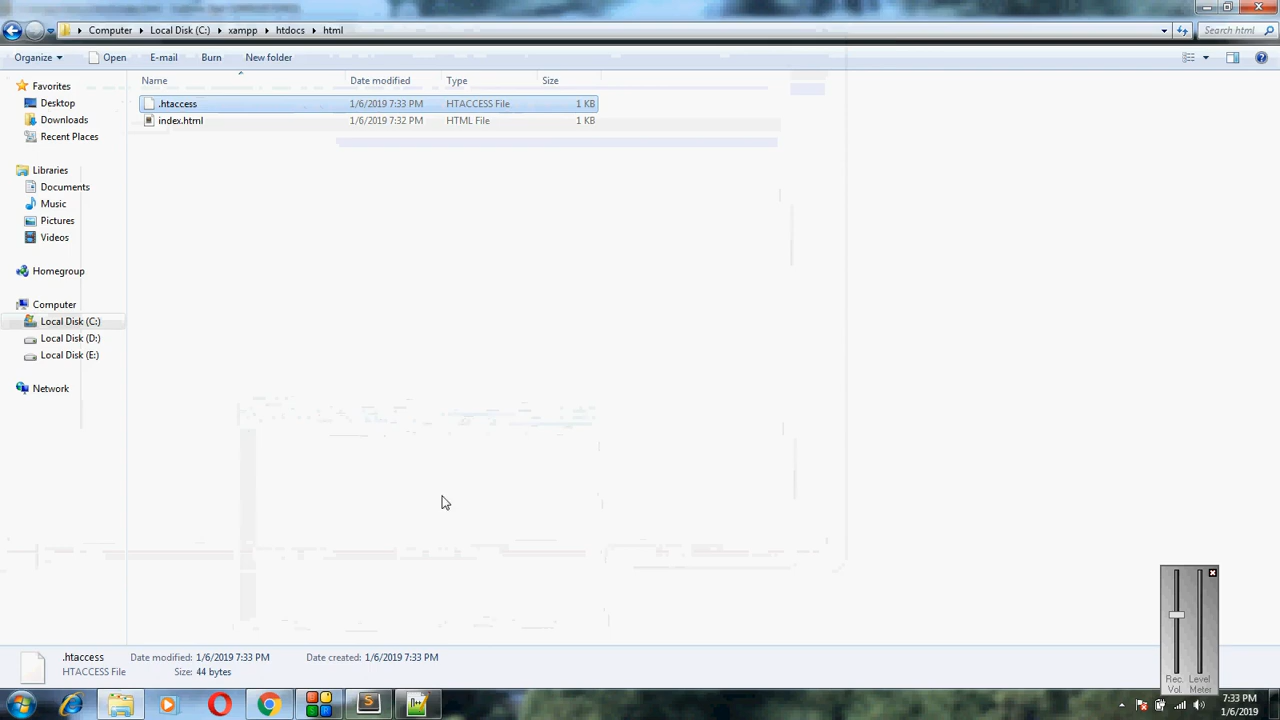 Computer Local Disk (C:) xampp htdocs html
Search html
Organize Open E-mail Burn New folder
Name Date modified Type Size
Favorites
Desktop
Downloads
Recent Places
Libraries
Documents
Music
Pictures
Videos
Homegroup
Computer
Local Disk (C:)
Local Disk (D:)
Local Disk (E:)
Network
.htaccess 1/6/2019 7:33 PM HTACCESS File 1 KB
index.html 1/6/2019 7:32 PM HTML File 1 KB
.htaccess Date modified: 1/6/2019 7:33 PM Date created: 1/6/2019 7:33 PM
HTACCESS File Size: 44 bytes
Rec. Level
Vol. Meter
7:33 PM
1/6/2019